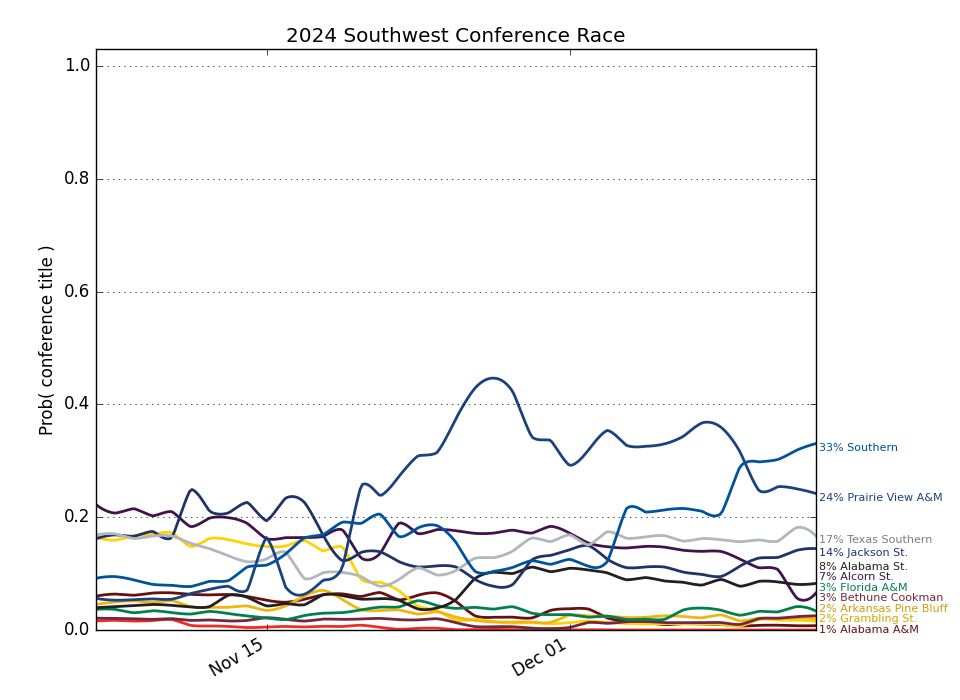 2024 Southwest Conference Race
Prob( conference title )
1.0
0.8
0.6
0.4
0.2
0.0
Nov 15
Dec 01
33% Southern
24% Prairie View A&M
17% Texas Southern
14% Jackson St.
8% Alabama St.
7% Alcorn St.
3% Florida A&M
3% Bethune Cookman
2% Arkansas Pine Bluff
2% Grambling St.
1% Alabama A&M